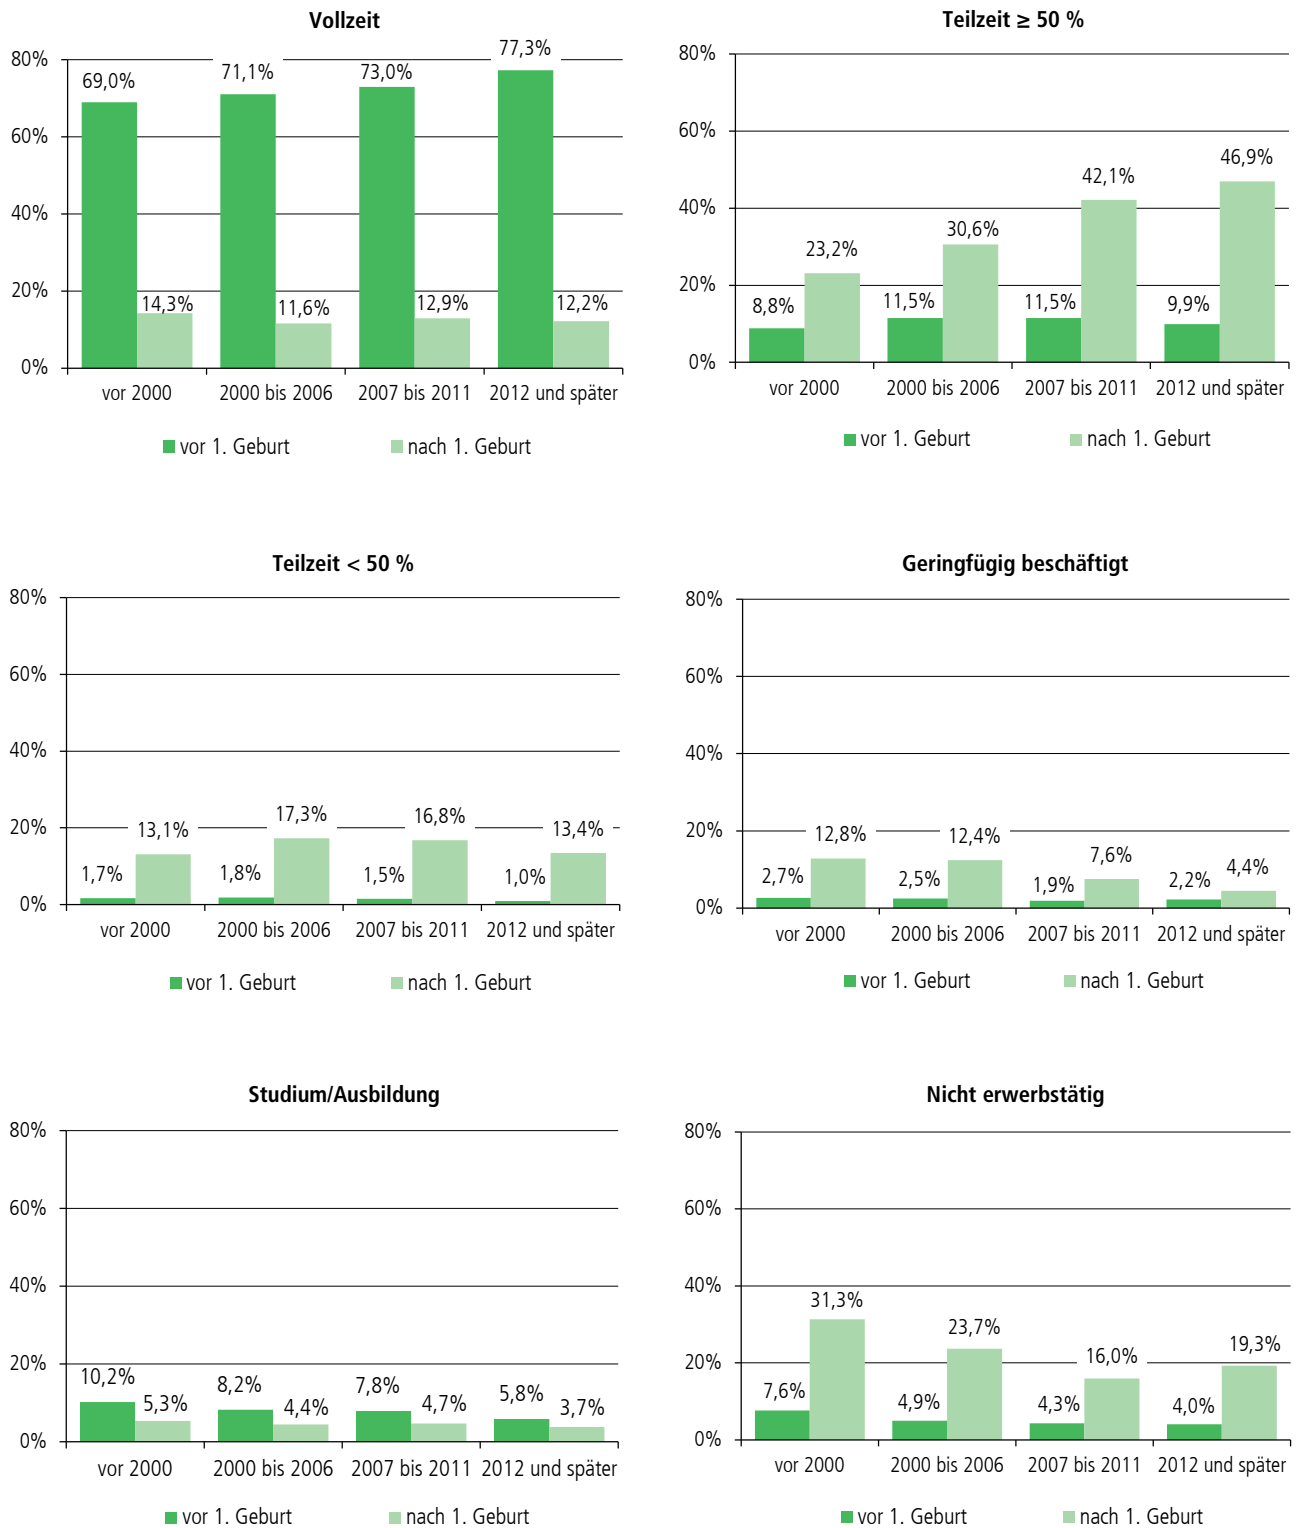 Vollzeit
80%
60%
40%
20%
0%
69,0%
14,3%
71,1%
11,6%
73,0%
12,9%
77,3%
12,2%
vor 2000
2000 bis 2006
2007 bis 2011
2012 und später
vor 1. Geburt
nach 1. Geburt
Teilzeit ≥ 50 %
80%
60%
40%
20%
0%
8,8%
23,2%
11,5%
30,6%
11,5%
42,1%
9,9%
46,9%
vor 2000
2000 bis 2006
2007 bis 2011
2012 und später
vor 1. Geburt
nach 1. Geburt
Teilzeit < 50 %
80%
60%
40%
20%
0%
1,7%
13,1%
1,8%
17,3%
1,5%
16,8%
1,0%
13,4%
vor 2000
2000 bis 2006
2007 bis 2011
2012 und später
vor 1. Geburt
nach 1. Geburt
Geringfügig beschäftigt
80%
60%
40%
20%
0%
2,7%
12,8%
2,5%
12,4%
1,9%
7,6%
2,2%
4,4%
vor 2000
2000 bis 2006
2007 bis 2011
2012 und später
vor 1. Geburt
nach 1. Geburt
Studium/Ausbildung
80%
60%
40%
20%
0%
10,2%
5,3%
8,2%
4,4%
7,8%
4,7%
5,8%
3,7%
vor 2000
2000 bis 2006
2007 bis 2011
2012 und später
vor 1. Geburt
nach 1. Geburt
Nicht erwerbstätig
80%
60%
40%
20%
0%
7,6%
31,3%
4,9%
23,7%
4,3%
16,0%
4,0%
19,3%
vor 2000
2000 bis 2006
2007 bis 2011
2012 und später
vor 1. Geburt
nach 1. Geburt